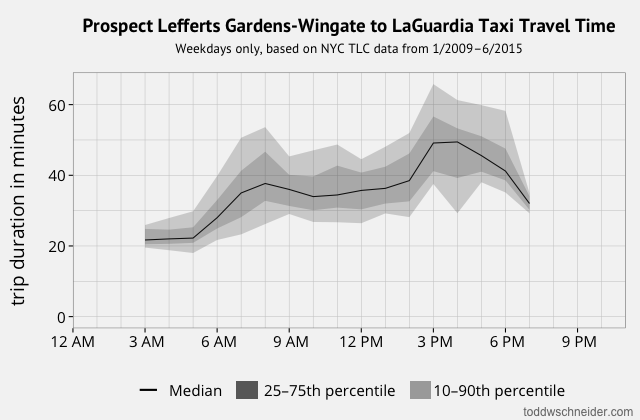 Prospect Lefferts Gardens-Wingate to LaGuardia Taxi Travel Time
Weekdays only, based on NYC TLC data from 1/2009–6/2015
trip duration in minutes
60
40
20
0
12 AM 3 AM 6 AM 9 AM 12 PM 3 PM 6 PM 9 PM
Median 25–75th percentile 10–90th percentile
toddwschneider.com